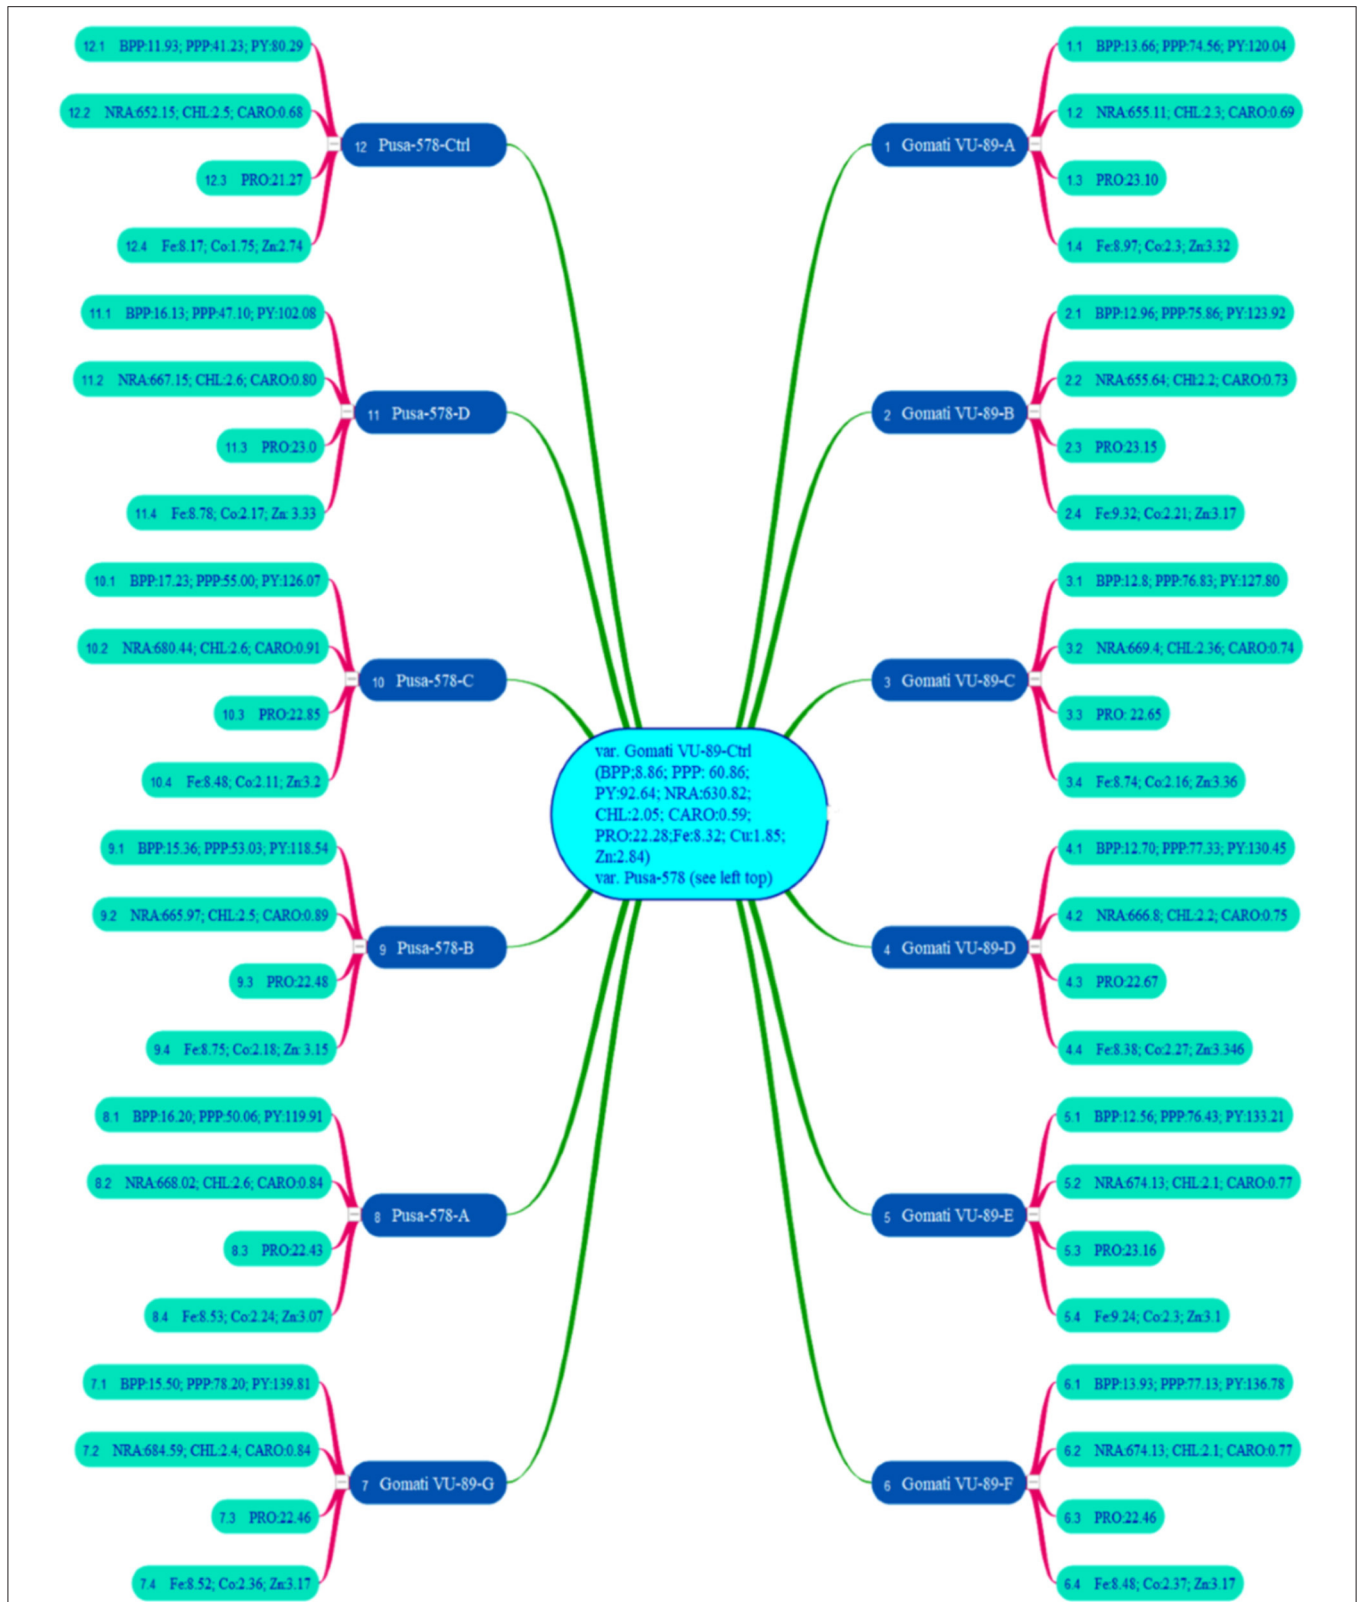 12.1 BPP:11.93; PPP:41.23; PY:80.29
12.2 NRA:652.15; CHL:2.5; CARO:0.68
12 Pusa-578-Ctrl
12.3 PRO:21.27
12.4 Fe:8.17; Co:1.75; Zn:2.74
11.1 BPP:16.13; PPP:47.10; PY:102.08
11.2 NRA:667.15; CHL:2.6; CARO:0.80
11 Pusa-578-D
11.3 PRO:23.0
11.4 Fe:8.78; Co:2.17; Zn: 3.33
10.1 BPP:17.23; PPP:55.00; PY:126.07
10.2 NRA:680.44; CHL:2.6; CARO:0.91
10 Pusa-578-C
10.3 PRO:22.85
10.4 Fe:8.48; Co:2.11; Zn:3.2
9.1 BPP:15.36; PPP:53.03; PY:118.54
9.2 NRA:665.97; CHL:2.5; CARO:0.89
9 Pusa-578-B
9.3 PRO:22.48
9.4 Fe:8.75; Co:2.18; Zn: 3.15
8.1 BPP:16.20; PPP:50.06; PY:119.91
8.2 NRA:668.02; CHL:2.6; CARO:0.84
8 Pusa-578-A
8.3 PRO:22.43
8.4 Fe:8.53; Co:2.24; Zn:3.07
7.1 BPP:15.50; PPP:78.20; PY:139.81
7.2 NRA:684.59; CHL:2.4; CARO:0.84
7 Gomati VU-89-G
7.3 PRO:22.46
7.4 Fe:8.52; Co:2.36; Zn:3.17
var. Gomati VU-89-Ctrl
(BPP;8.86; PPP: 60.86;
PY:92.64; NRA:630.82;
CHL:2.05; CARO:0.59;
PRO:22.28;Fe:8.32; Cu:1.85;
Zn:2.84)
var. Pusa-578 (see left top)
1.1 BPP:13.66; PPP:74.56; PY:120.04
1.2 NRA:655.11; CHL:2.3; CARO:0.69
1 Gomati VU-89-A
1.3 PRO:23.10
1.4 Fe:8.97; Co:2.3; Zn:3.32
2.1 BPP:12.96; PPP:75.86; PY:123.92
2.2 NRA:655.64; CHl:2.2; CARO:0.73
2 Gomati VU-89-B
2.3 PRO:23.15
2.4 Fe:9.32; Co:2.21; Zn:3.17
3.1 BPP:12.8; PPP:76.83; PY:127.80
3.2 NRA:669.4; CHL:2.36; CARO:0.74
3 Gomati VU-89-C
3.3 PRO: 22.65
3.4 Fe:8.74; Co:2.16; Zn:3.36
4.1 BPP:12.70; PPP:77.33; PY:130.45
4.2 NRA:666.8; CHL:2.2; CARO:0.75
4 Gomati VU-89-D
4.3 PRO:22.67
4.4 Fe:8.38; Co:2.27; Zn:3.346
5.1 BPP:12.56; PPP:76.43; PY:133.21
5.2 NRA:674.13; CHL:2.1; CARO:0.77
5 Gomati VU-89-E
5.3 PRO:23.16
5.4 Fe:9.24; Co:2.3; Zn:3.1
6.1 BPP:13.93; PPP:77.13; PY:136.78
6.2 NRA:674.13; CHL:2.1; CARO:0.77
6 Gomati VU-89-F
6.3 PRO:22.46
6.4 Fe:8.48; Co:2.37; Zn:3.17